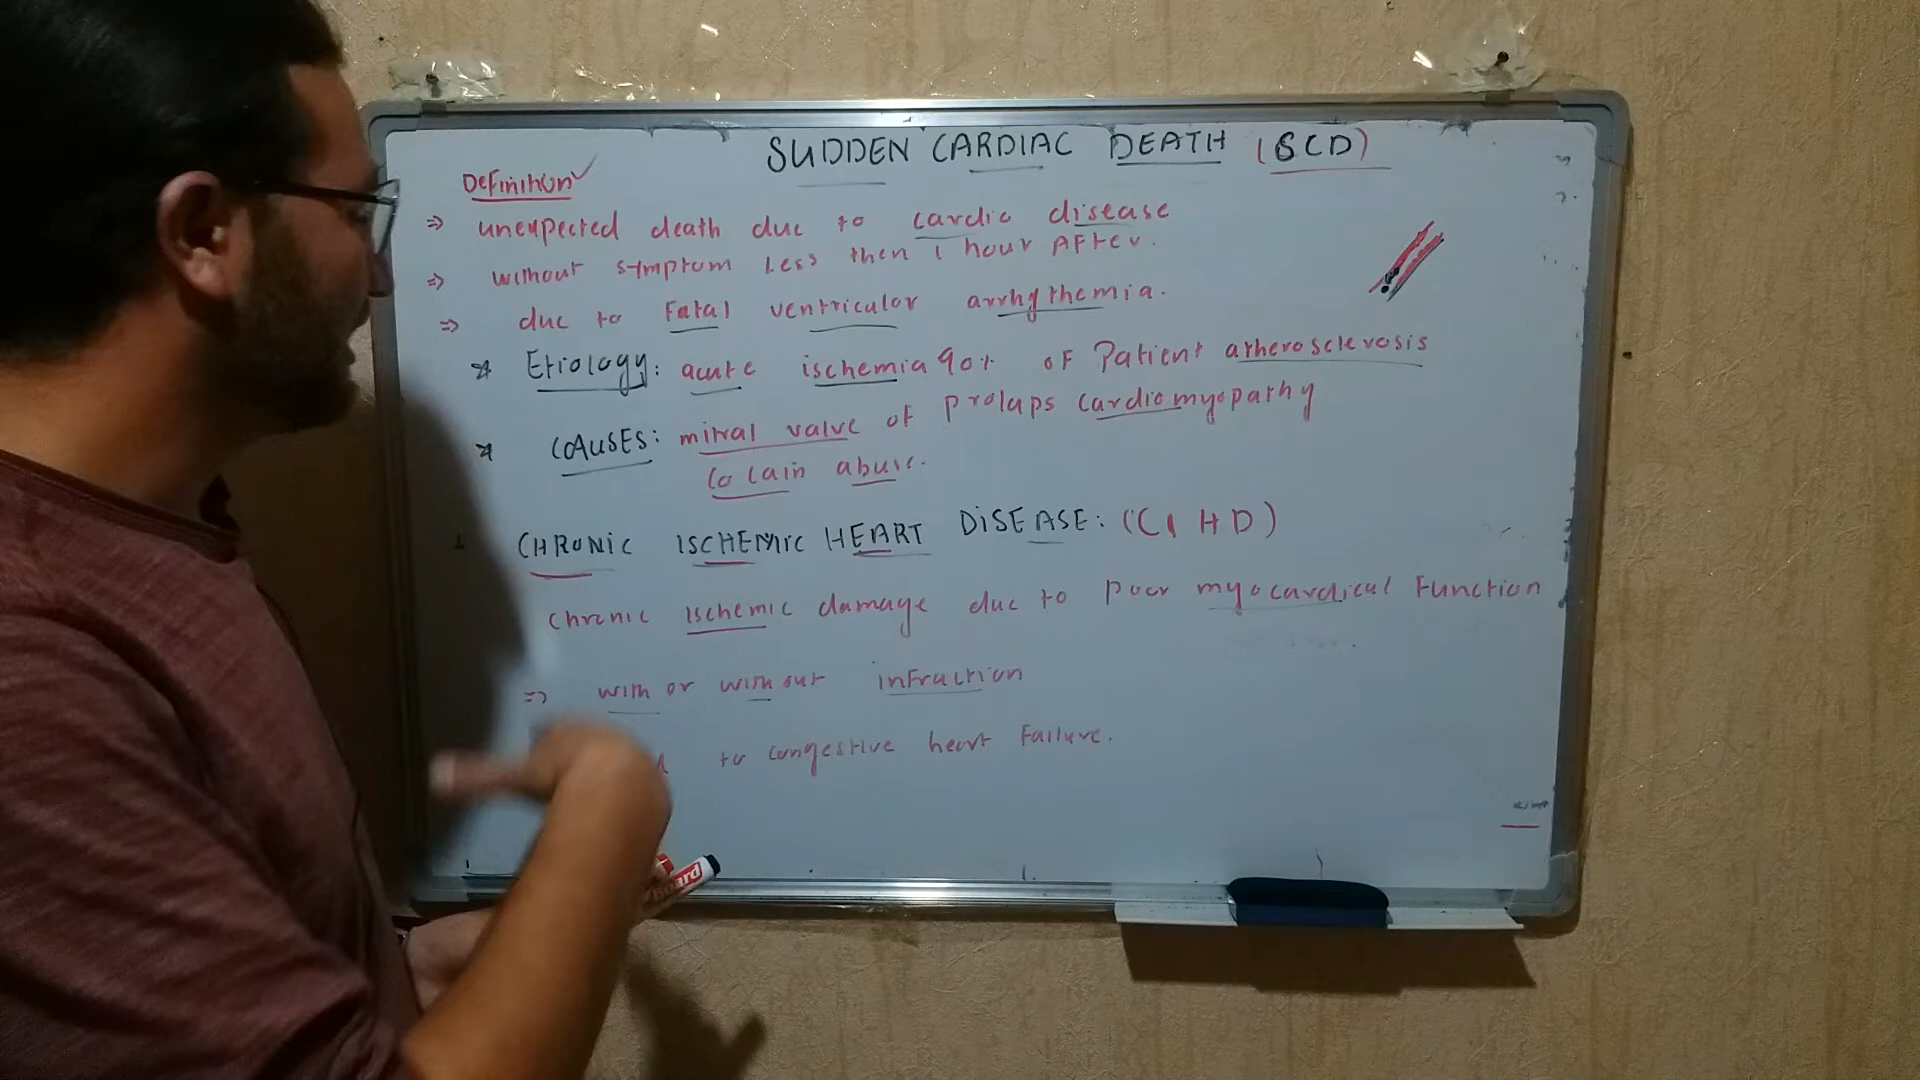 SUDDEN CARDIAC DEATH (SCD)
Definition
⇒ unexpected death due to cardic disease
⇒ without symptom less then 1 hour After.
⇒ due to Fatal ventricular arrhythemia.
Etiology: acute ischemia 90% of Patient atherosclerosis
CAUSES: mitral valve of prolaps cardiomyopathy
Cocain abuse.
CHRONIC ISCHEMIC HEART DISEASE: (CIHD)
Chronic Ischemic damage due to poor myocardical Function
⇒ with or without infraction
to congestive heart Failure.
Board